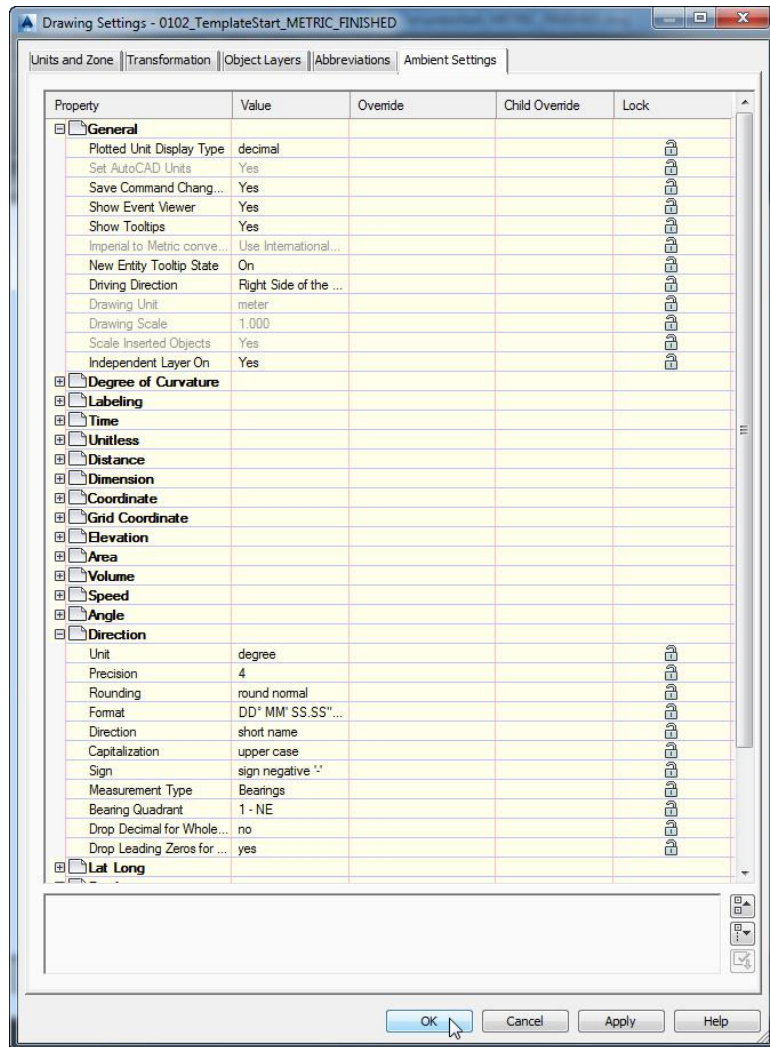 Drawing Settings - 0102_TemplateStart_METRIC_FINISHED
Units and Zone Transformation Object Layers Abbreviations Ambient Settings
Property Value Override Child Override Lock
General
Plotted Unit Display Type decimal
Set AutoCAD Units Yes
Save Command Chang... Yes
Show Event Viewer Yes
Show Tooltips Yes
Imperial to Metric conve... Use International...
New Entity Tooltip State On
Driving Direction Right Side of the ...
Drawing Unit meter
Drawing Scale 1.000
Scale Inserted Objects Yes
Independent Layer On Yes
Degree of Curvature
Labeling
Time
Unitless
Distance
Dimension
Coordinate
Grid Coordinate
Elevation
Area
Volume
Speed
Angle
Direction
Unit degree
Precision 4
Rounding round normal
Format DD° MM' SS.SS"...
Direction short name
Capitalization upper case
Sign sign negative '-'
Measurement Type Bearings
Bearing Quadrant 1 - NE
Drop Decimal for Whole... no
Drop Leading Zeros for ... yes
Lat Long
OK Cancel Apply Help